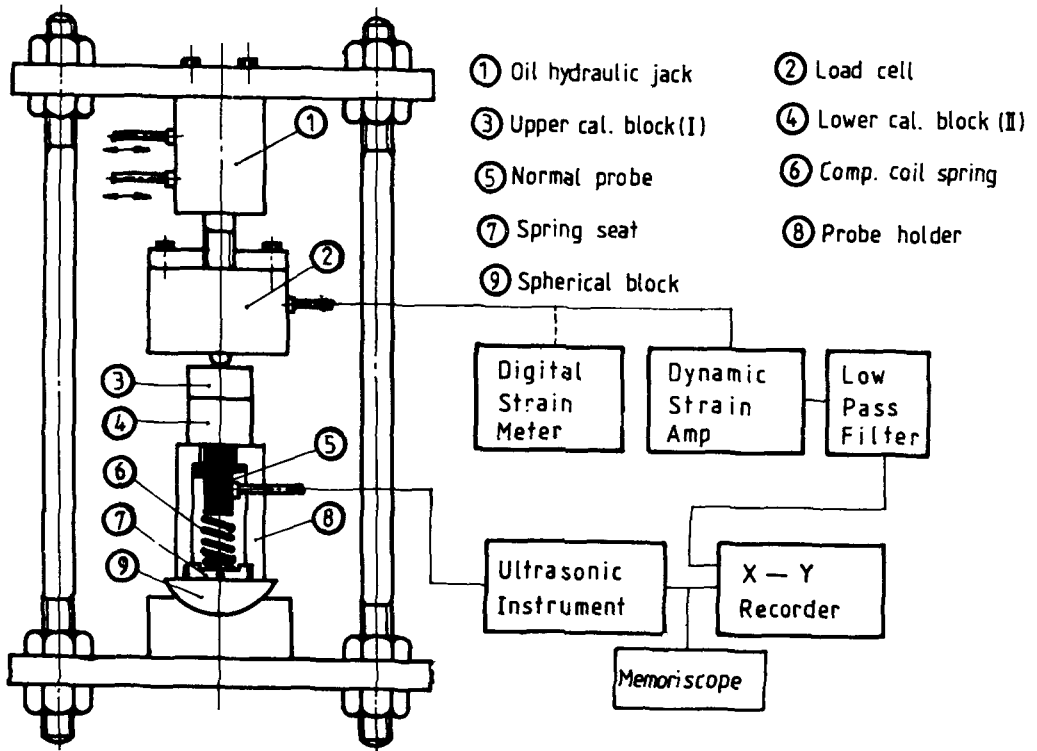 ① Oil hydraulic jack
② Load cell
③ Upper cal. block (I)
④ Lower cal. block (II)
⑤ Normal probe
⑥ Comp. coil spring
⑦ Spring seat
⑧ Probe holder
⑨ Spherical block
①
②
③
④
⑤
⑥
⑦
⑧
⑨
Digital
Strain
Meter
Dynamic
Strain
Amp
Low
Pass
Filter
Ultrasonic
Instrument
X – Y
Recorder
Memoriscope